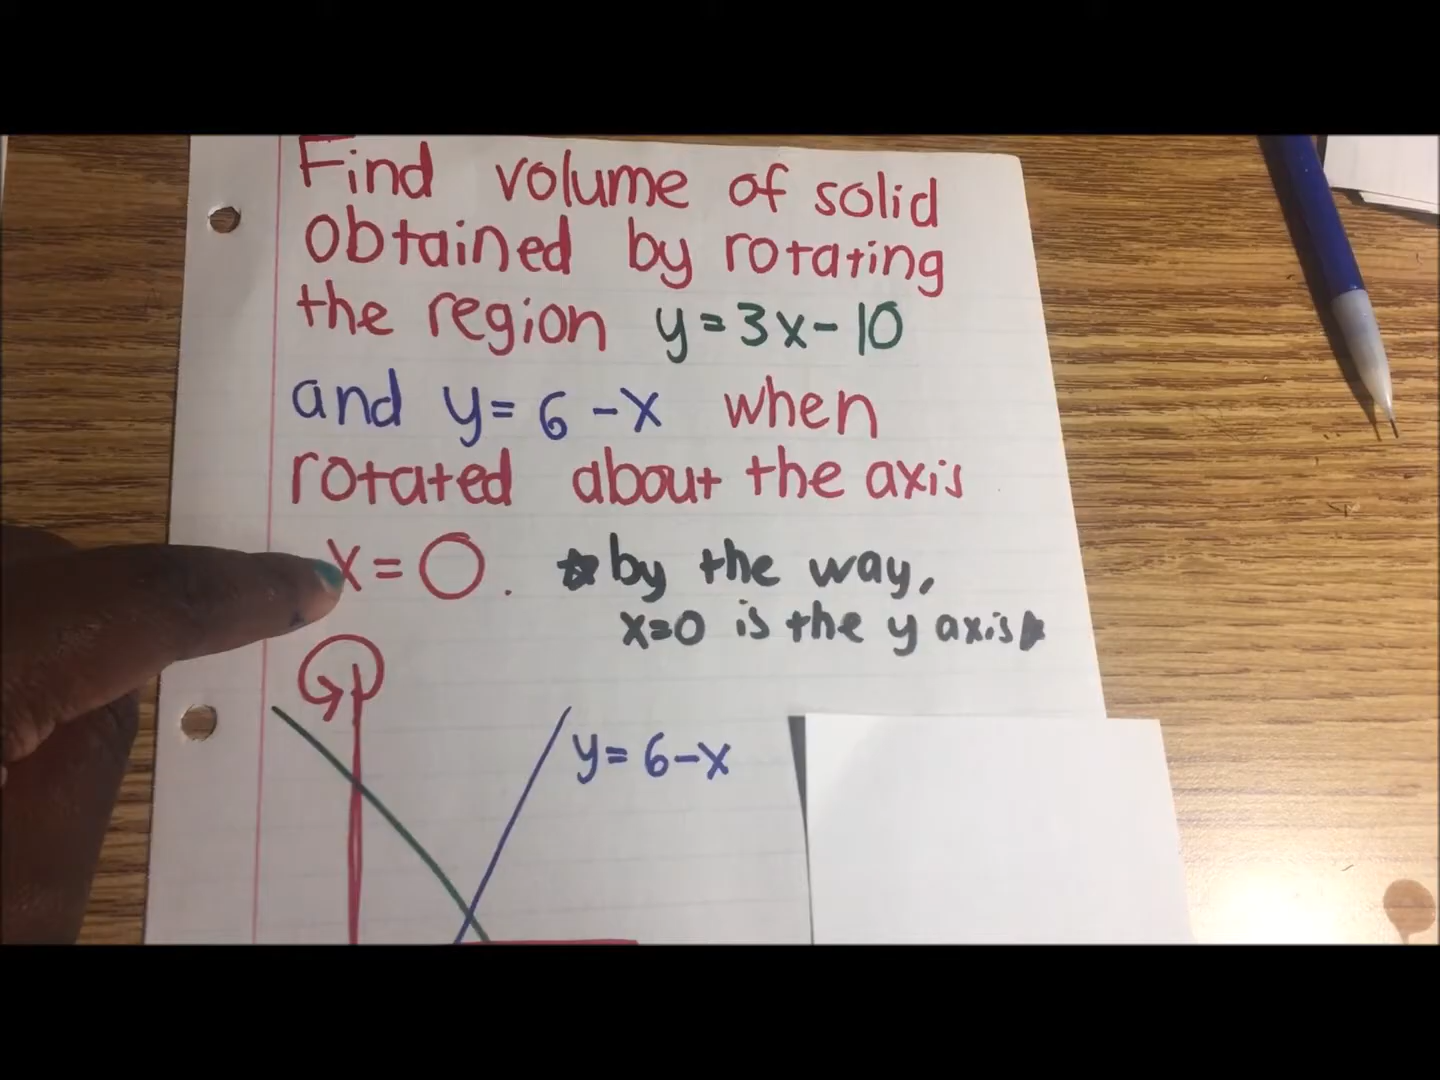 Find volume of solid
obtained by rotating
the region y=3x-10
and y= 6-x when
rotated about the axis
x=0. ☆by the way,
x=0 is the y axis☆
y= 6-x